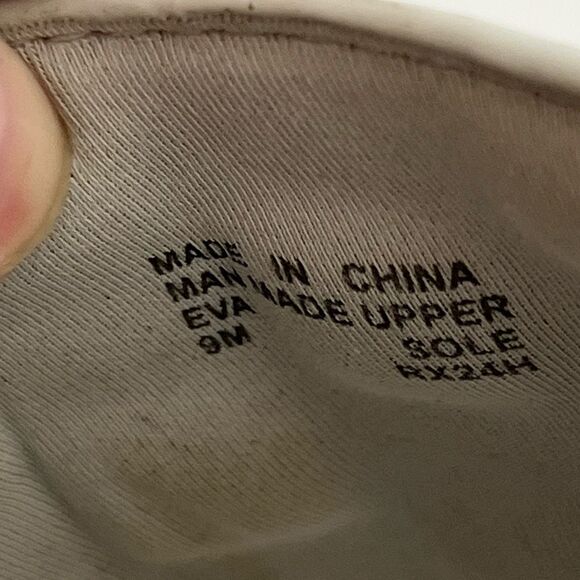 MADE IN CHINA
MAN MADE UPPER
EVA SOLE
9M RX24H